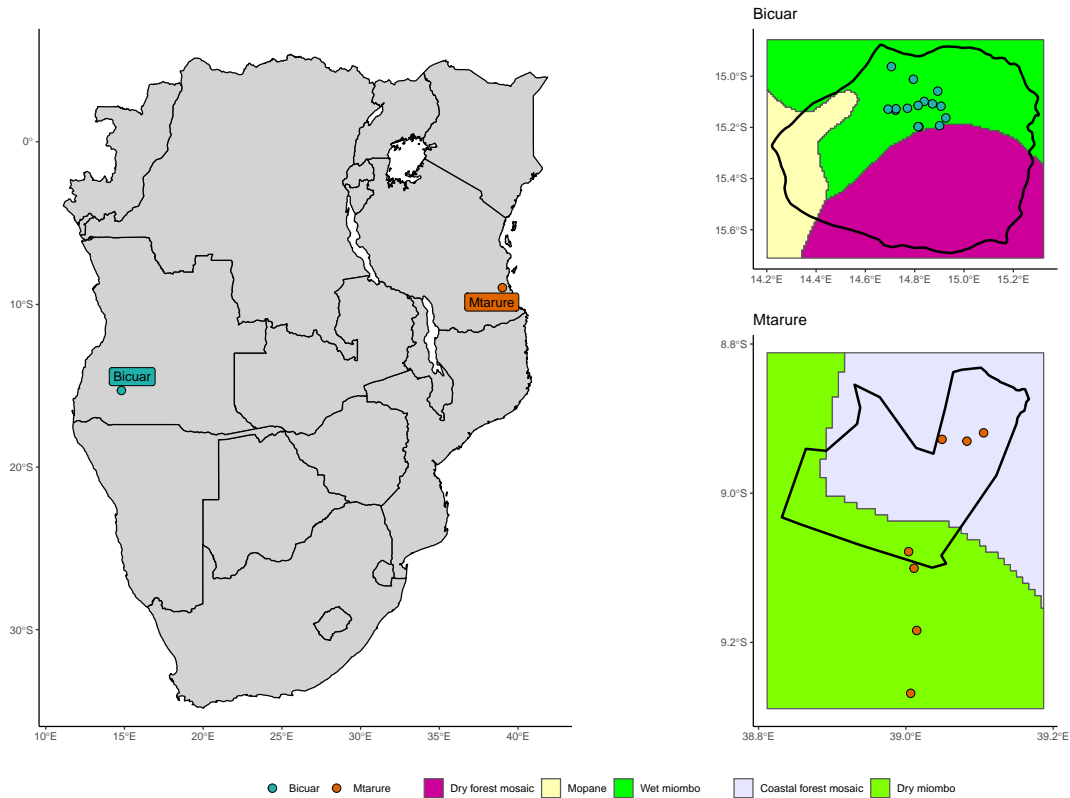 0°
10°S
20°S
30°S
10°E
15°E
20°E
25°E
30°E
35°E
40°E
Bicuar
Mtarure
Bicuar
15.0°S
15.2°S
15.4°S
15.6°S
14.2°E
14.4°E
14.6°E
14.8°E
15.0°E
15.2°E
Mtarure
8.8°S
9.0°S
9.2°S
38.8°E
39.0°E
39.2°E
Bicuar Mtarure Dry forest mosaic Mopane Wet miombo Coastal forest mosaic Dry miombo